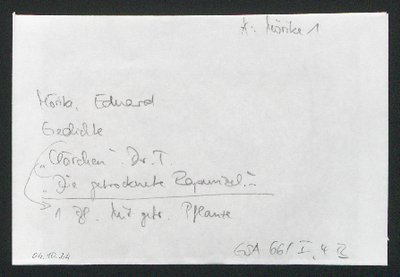 A: Mörike 1
Mörike, Eduard
Gedichte
„Clärchen“. Dr. T.
„Die getrocknete Rapunzel.“
1 Bl. mit getr. Pflanze
04.10.24
GSA 66/ I, 4